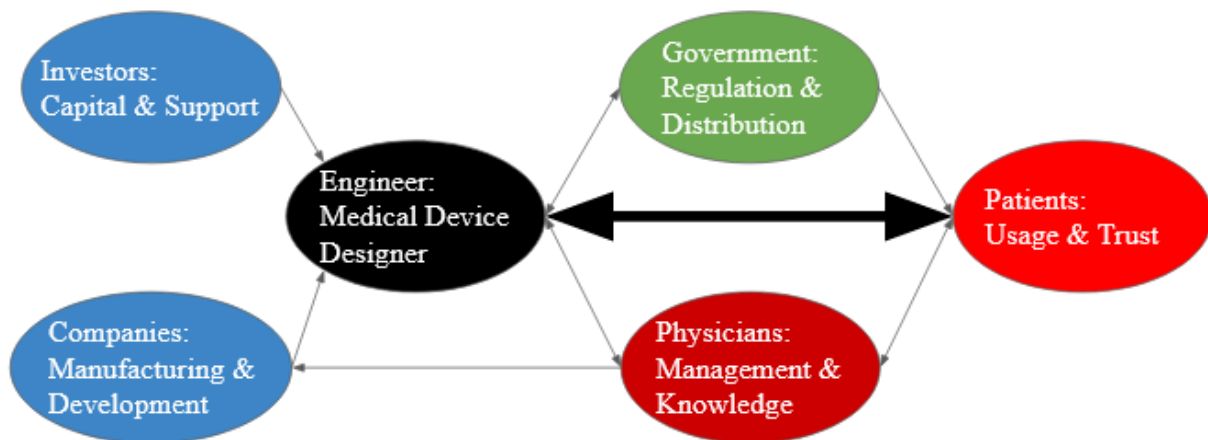 Investors:
Capital & Support
Government:
Regulation &
Distribution
Engineer:
Medical Device
Designer
Patients:
Usage & Trust
Companies:
Manufacturing &
Development
Physicians:
Management &
Knowledge